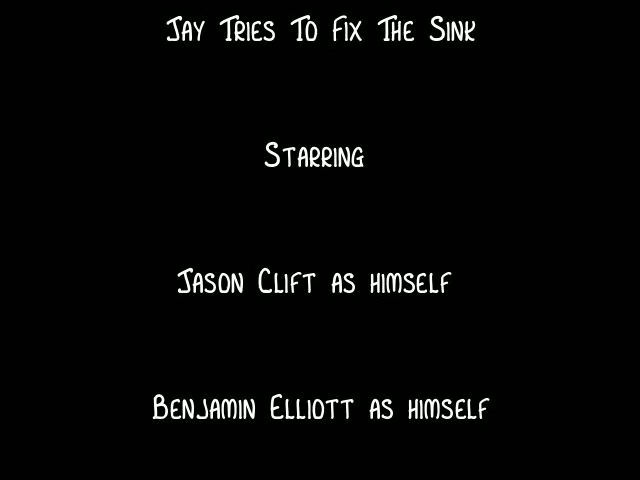 Jay Tries To Fix The Sink
Starring
Jason Clift as himself
Benjamin Elliott as himself